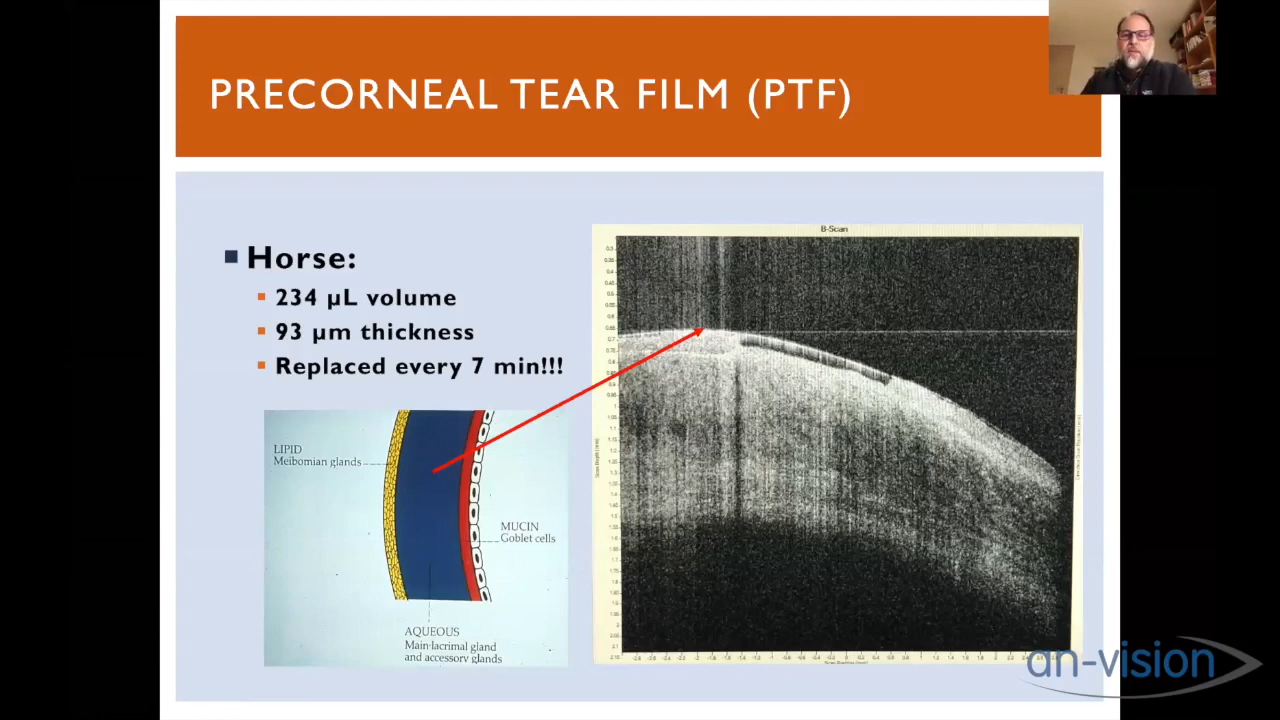 PRECORNEAL TEAR FILM (PTF)
Horse:
234 µL volume
93 µm thickness
Replaced every 7 min!!!
LIPID
Meibomian glands
MUCIN
Goblet cells
AQUEOUS
Main lacrimal gland
and accessory glands
B-Scan
an-vision